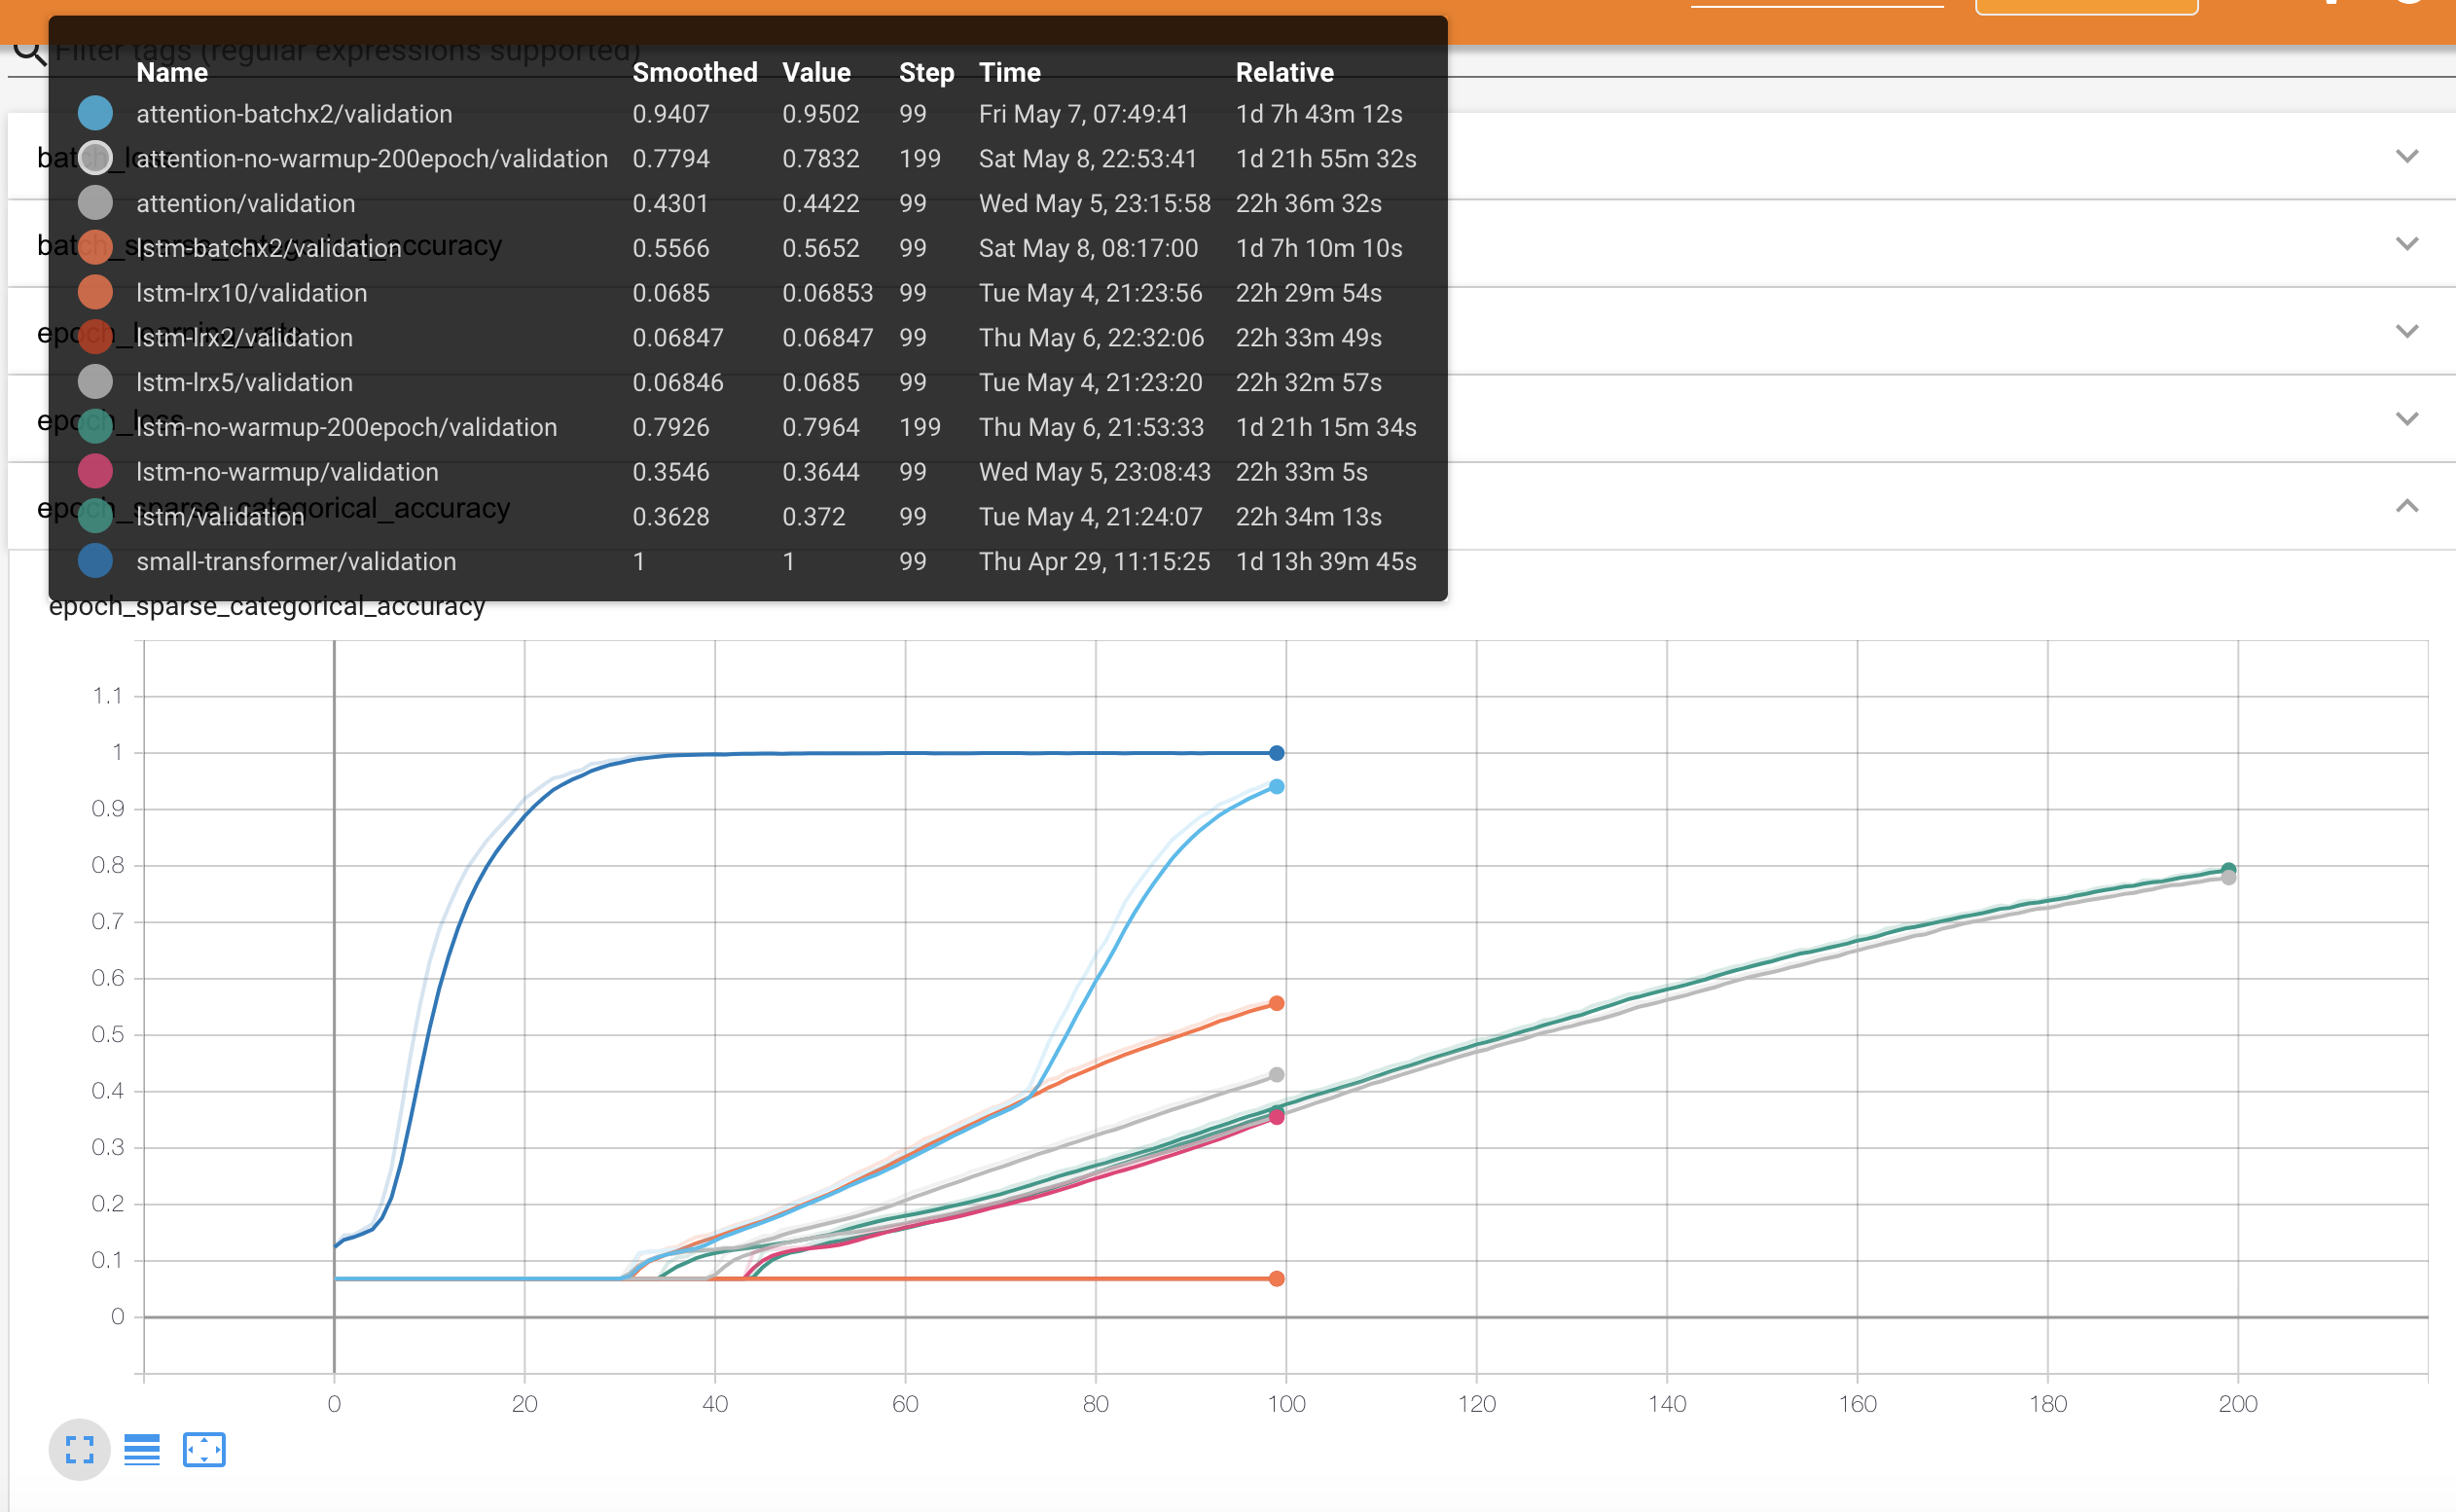 Filter tags (regular expressions supported)
Name Smoothed Value Step Time Relative
attention-batchx2/validation 0.9407 0.9502 99 Fri May 7, 07:49:41 1d 7h 43m 12s
batch_loss
attention-no-warmup-200epoch/validation 0.7794 0.7832 199 Sat May 8, 22:53:41 1d 21h 55m 32s
attention/validation 0.4301 0.4422 99 Wed May 5, 23:15:58 22h 36m 32s
batch_sparse_categorical_accuracy
lstm-batchx2/validation 0.5566 0.5652 99 Sat May 8, 08:17:00 1d 7h 10m 10s
lstm-lrx10/validation 0.0685 0.06853 99 Tue May 4, 21:23:56 22h 29m 54s
epoch_learning_rate
lstm-lrx2/validation 0.06847 0.06847 99 Thu May 6, 22:32:06 22h 33m 49s
lstm-lrx5/validation 0.06846 0.0685 99 Tue May 4, 21:23:20 22h 32m 57s
epoch_loss
lstm-no-warmup-200epoch/validation 0.7926 0.7964 199 Thu May 6, 21:53:33 1d 21h 15m 34s
lstm-no-warmup/validation 0.3546 0.3644 99 Wed May 5, 23:08:43 22h 33m 5s
epoch_sparse_categorical_accuracy
lstm/validation 0.3628 0.372 99 Tue May 4, 21:24:07 22h 34m 13s
small-transformer/validation 1 1 99 Thu Apr 29, 11:15:25 1d 13h 39m 45s
epoch_sparse_categorical_accuracy
1.1
1
0.9
0.8
0.7
0.6
0.5
0.4
0.3
0.2
0.1
0
0 20 40 60 80 100 120 140 160 180 200